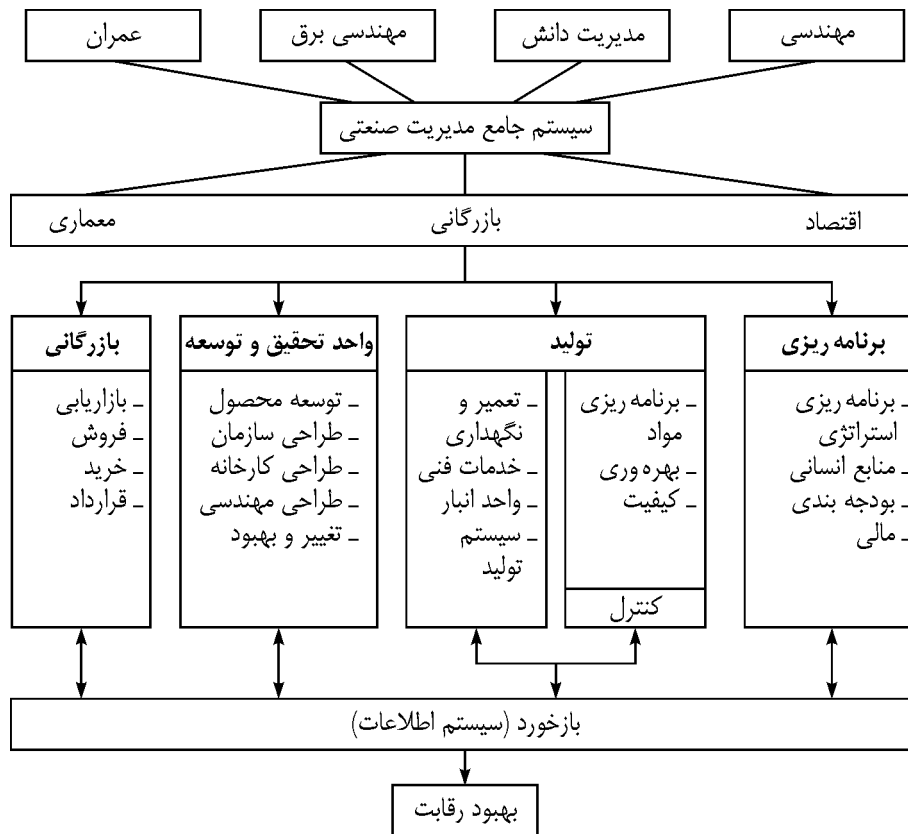 مهندسی
مدیریت دانش
مهندسی برق
عمران
سیستم جامع مدیریت صنعتی
اقتصاد
بازرگانی
معماری
برنامه ریزی
_ برنامه ریزی
استراتژی
_ منابع انسانی
_ بودجه بندی
_ مالی
تولید
_ برنامه ریزی
مواد
_ بهره وری
_ کیفیت
کنترل
_ تعمیر و
نگهداری
_ خدمات فنی
_ واحد انبار
_ سیستم
تولید
واحد تحقیق و توسعه
_ توسعه محصول
_ طراحی سازمان
_ طراحی کارخانه
_ طراحی مهندسی
_ تغییر و بهبود
بازرگانی
_ بازاریابی
_ فروش
_ خرید
_ قرارداد
بازخورد (سیستم اطلاعات)
بهبود رقابت